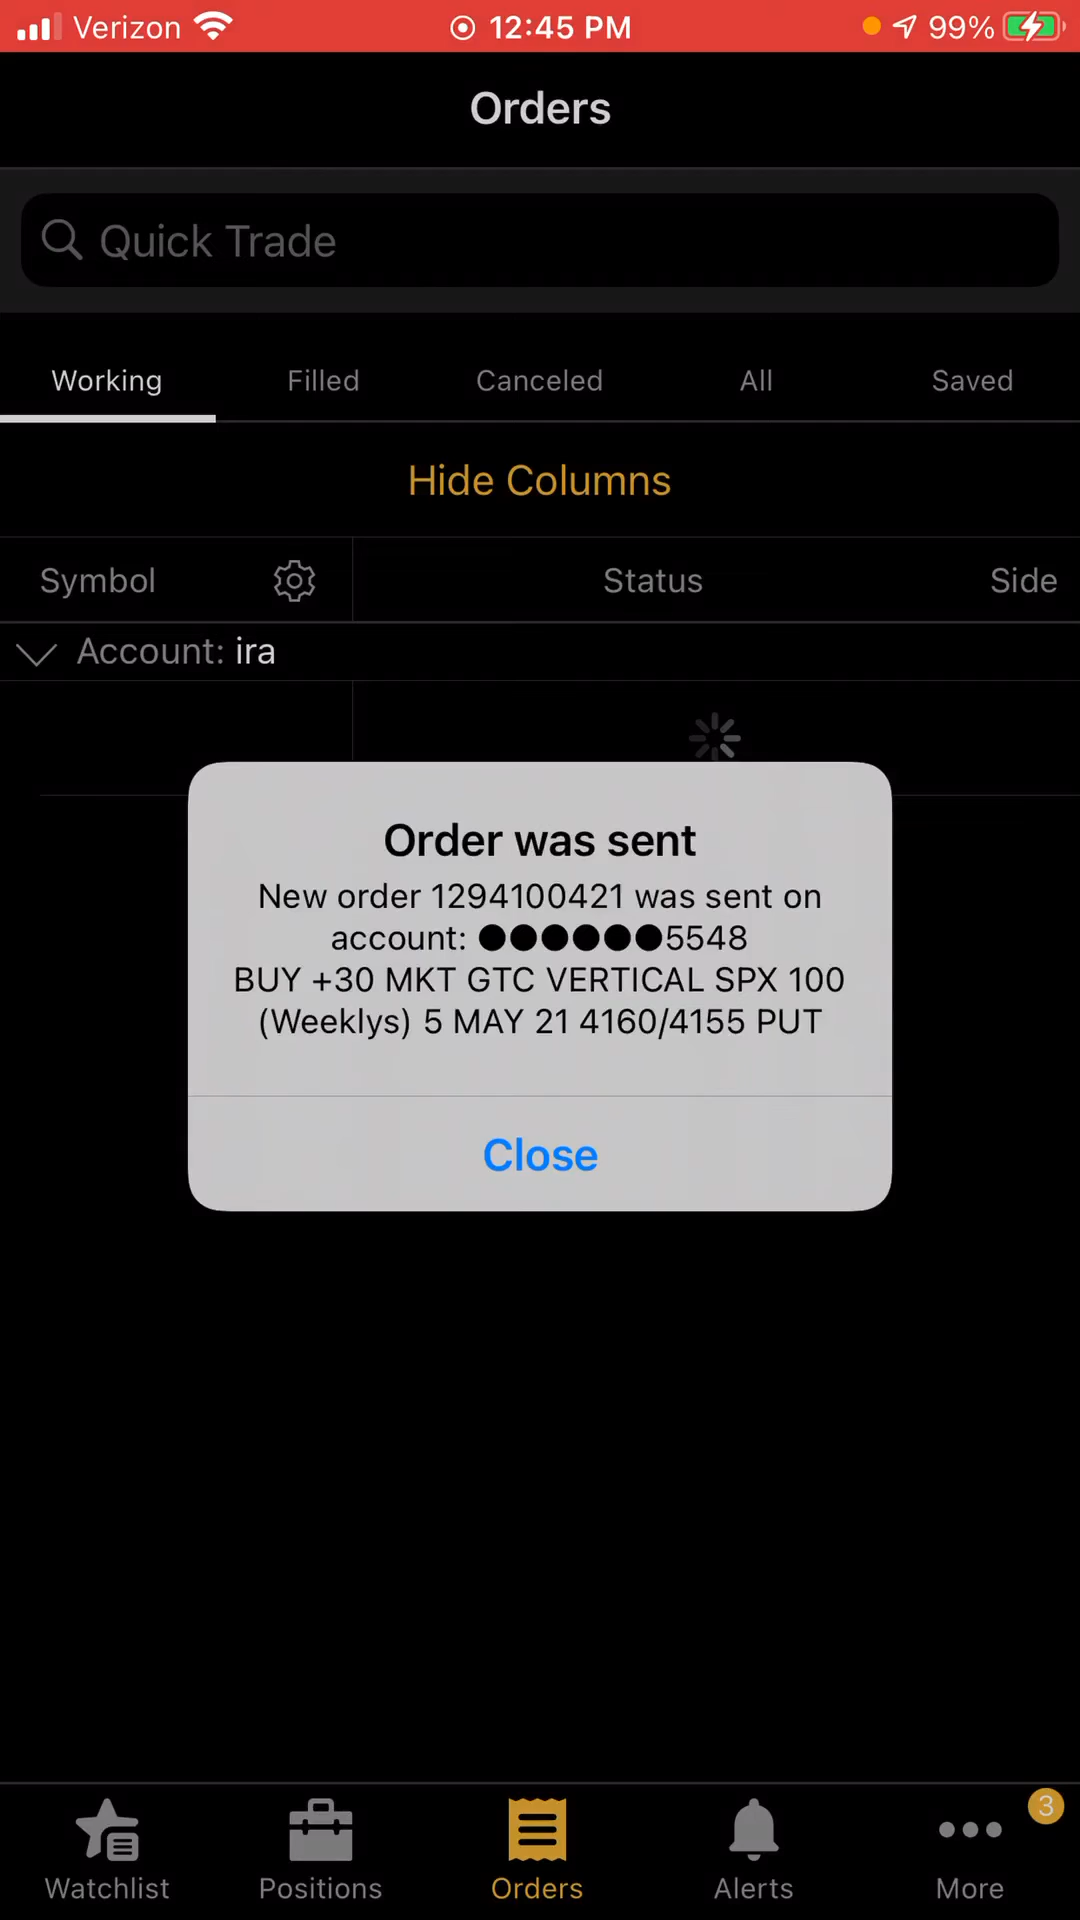 Verizon 12:45 PM 99%
Orders
Quick Trade
Working Filled Canceled All Saved
Hide Columns
Symbol Status Side
Account: ira
Order was sent
New order 1294100421 was sent on
account: ●●●●●●5548
BUY +30 MKT GTC VERTICAL SPX 100
(Weeklys) 5 MAY 21 4160/4155 PUT
Close
3
Watchlist Positions Orders Alerts More